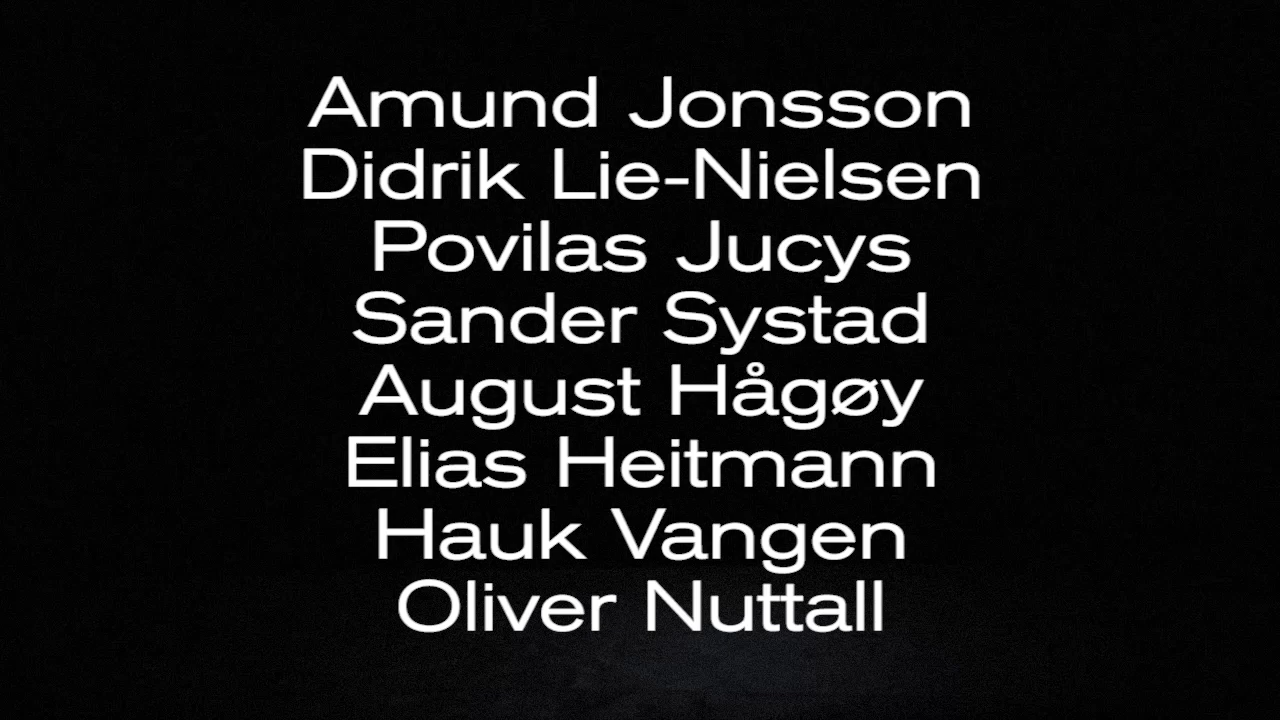 Amund Jonsson
Didrik Lie-Nielsen
Povilas Jucys
Sander Systad
August Hågøy
Elias Heitmann
Hauk Vangen
Oliver Nuttall